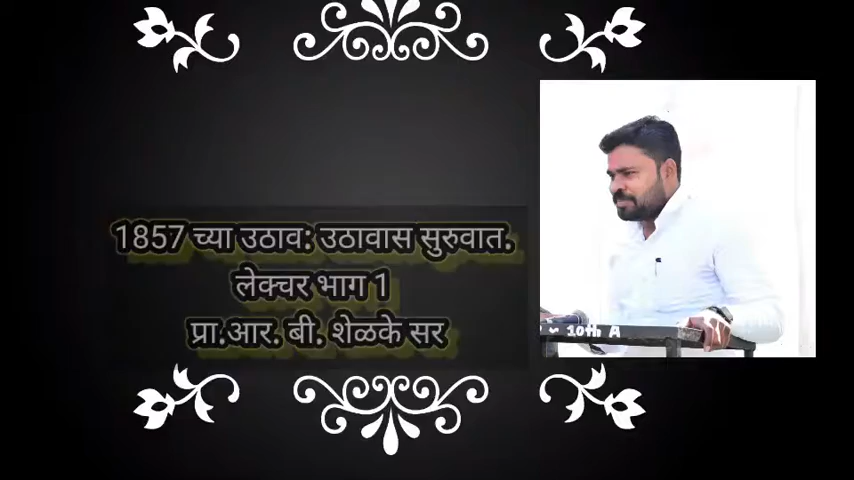 1857 च्या उठाव: उठावास सुरुवात.
लेक्चर भाग 1
प्रा.आर. बी. शेळके सर
10th A